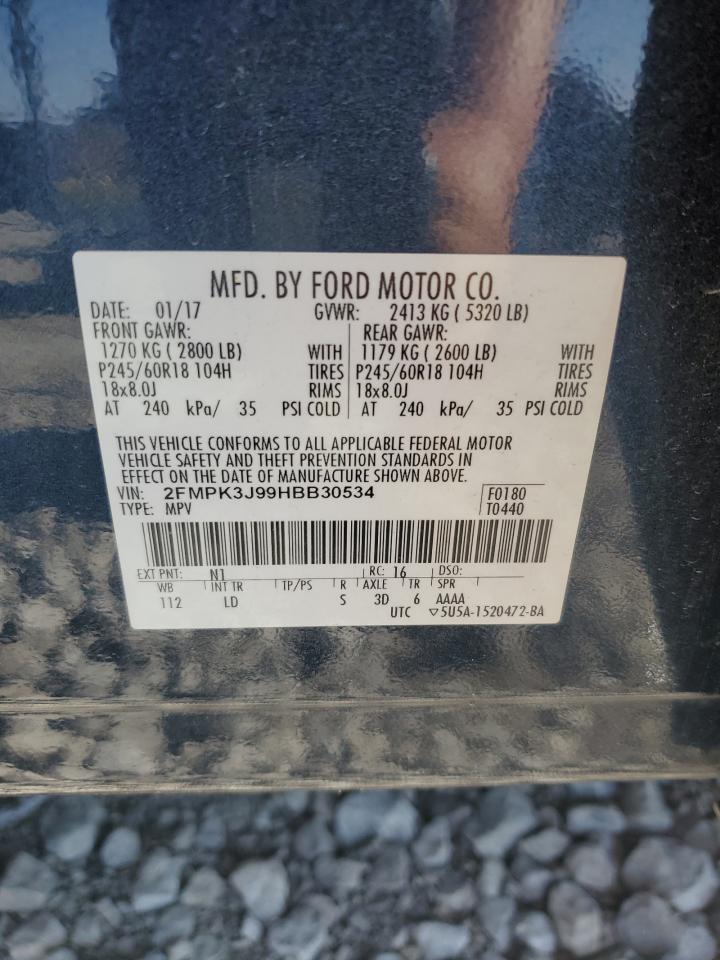 MFD. BY FORD MOTOR CO.
DATE: 01/17 GVWR: 2413 KG ( 5320 LB)
FRONT GAWR: REAR GAWR:
1270 KG ( 2800 LB) WITH 1179 KG ( 2600 LB) WITH
P245/60R18 104H TIRES P245/60R18 104H TIRES
18x8.0J RIMS 18x8.0J RIMS
AT 240 kPa/ 35 PSI COLD AT 240 kPa/ 35 PSI COLD
THIS VEHICLE CONFORMS TO ALL APPLICABLE FEDERAL MOTOR
VEHICLE SAFETY AND THEFT PREVENTION STANDARDS IN
EFFECT ON THE DATE OF MANUFACTURE SHOWN ABOVE.
VIN: 2FMPK3J99HBB30534 F0180
TYPE: MPV T0440
EXT PNT: N1 RC: 16 DSO:
WB INT TR TP/PS R AXLE TR SPR
112 LD S 3D 6 AAAA
UTC ▽5U5A-1520472-BA